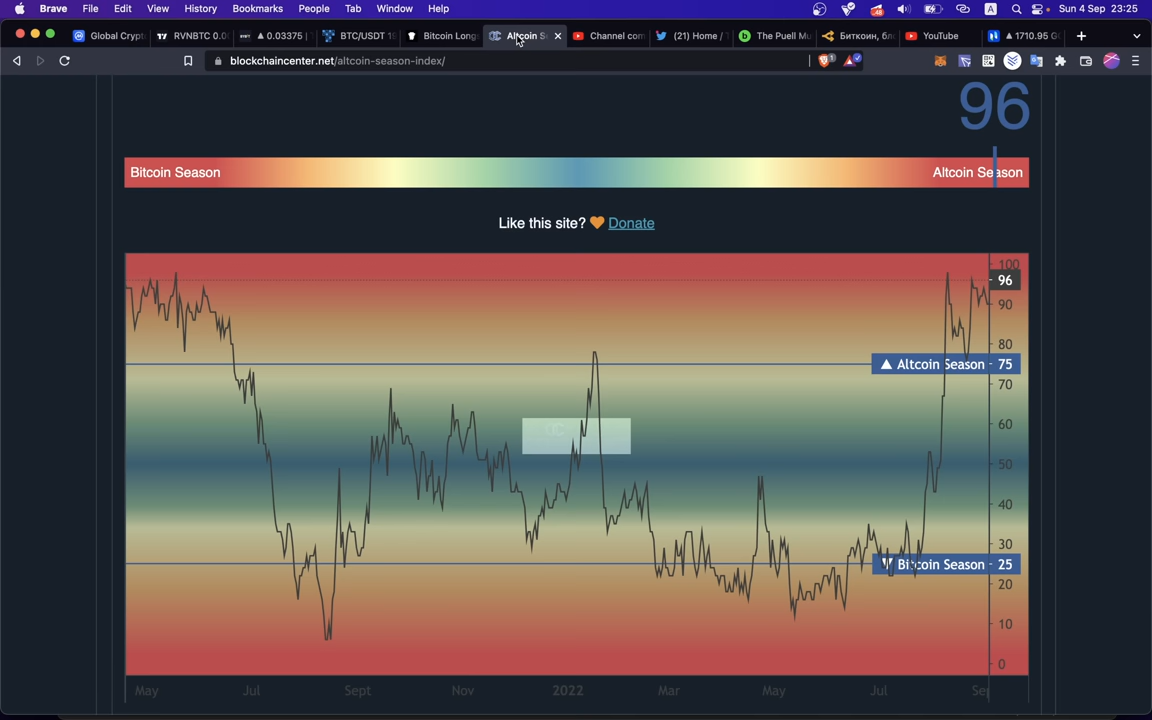 Brave File Edit View History Bookmarks People Tab Window Help A Sun 4 Sep 23:25
Global Crypt RVNBTC 0.0 0.03375 | BTC/USDT 19 Bitcoin Long Altcoin S Channel com (21) Home / The Puell Mu Биткоин, бл YouTube ▲ 1710.95 G
blockchaincenter.net/altcoin-season-index/
96
Bitcoin Season Altcoin Season
Like this site? 🧡 Donate
100
96
90
80
▲ Altcoin Season 75
70
60
50
40
30
▼ Bitcoin Season 25
20
10
0
May Jul Sept Nov 2022 Mar May Jul Sep